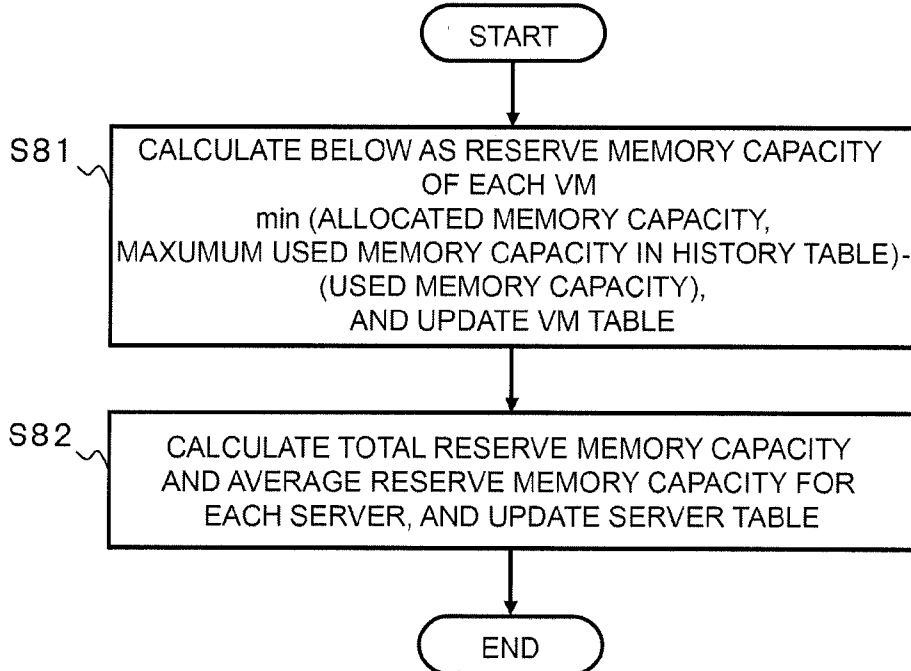 START
S81
CALCULATE BELOW AS RESERVE MEMORY CAPACITY
OF EACH VM
min (ALLOCATED MEMORY CAPACITY,
MAXUMUM USED MEMORY CAPACITY IN HISTORY TABLE)-
(USED MEMORY CAPACITY),
AND UPDATE VM TABLE
S82
CALCULATE TOTAL RESERVE MEMORY CAPACITY
AND AVERAGE RESERVE MEMORY CAPACITY FOR
EACH SERVER, AND UPDATE SERVER TABLE
END